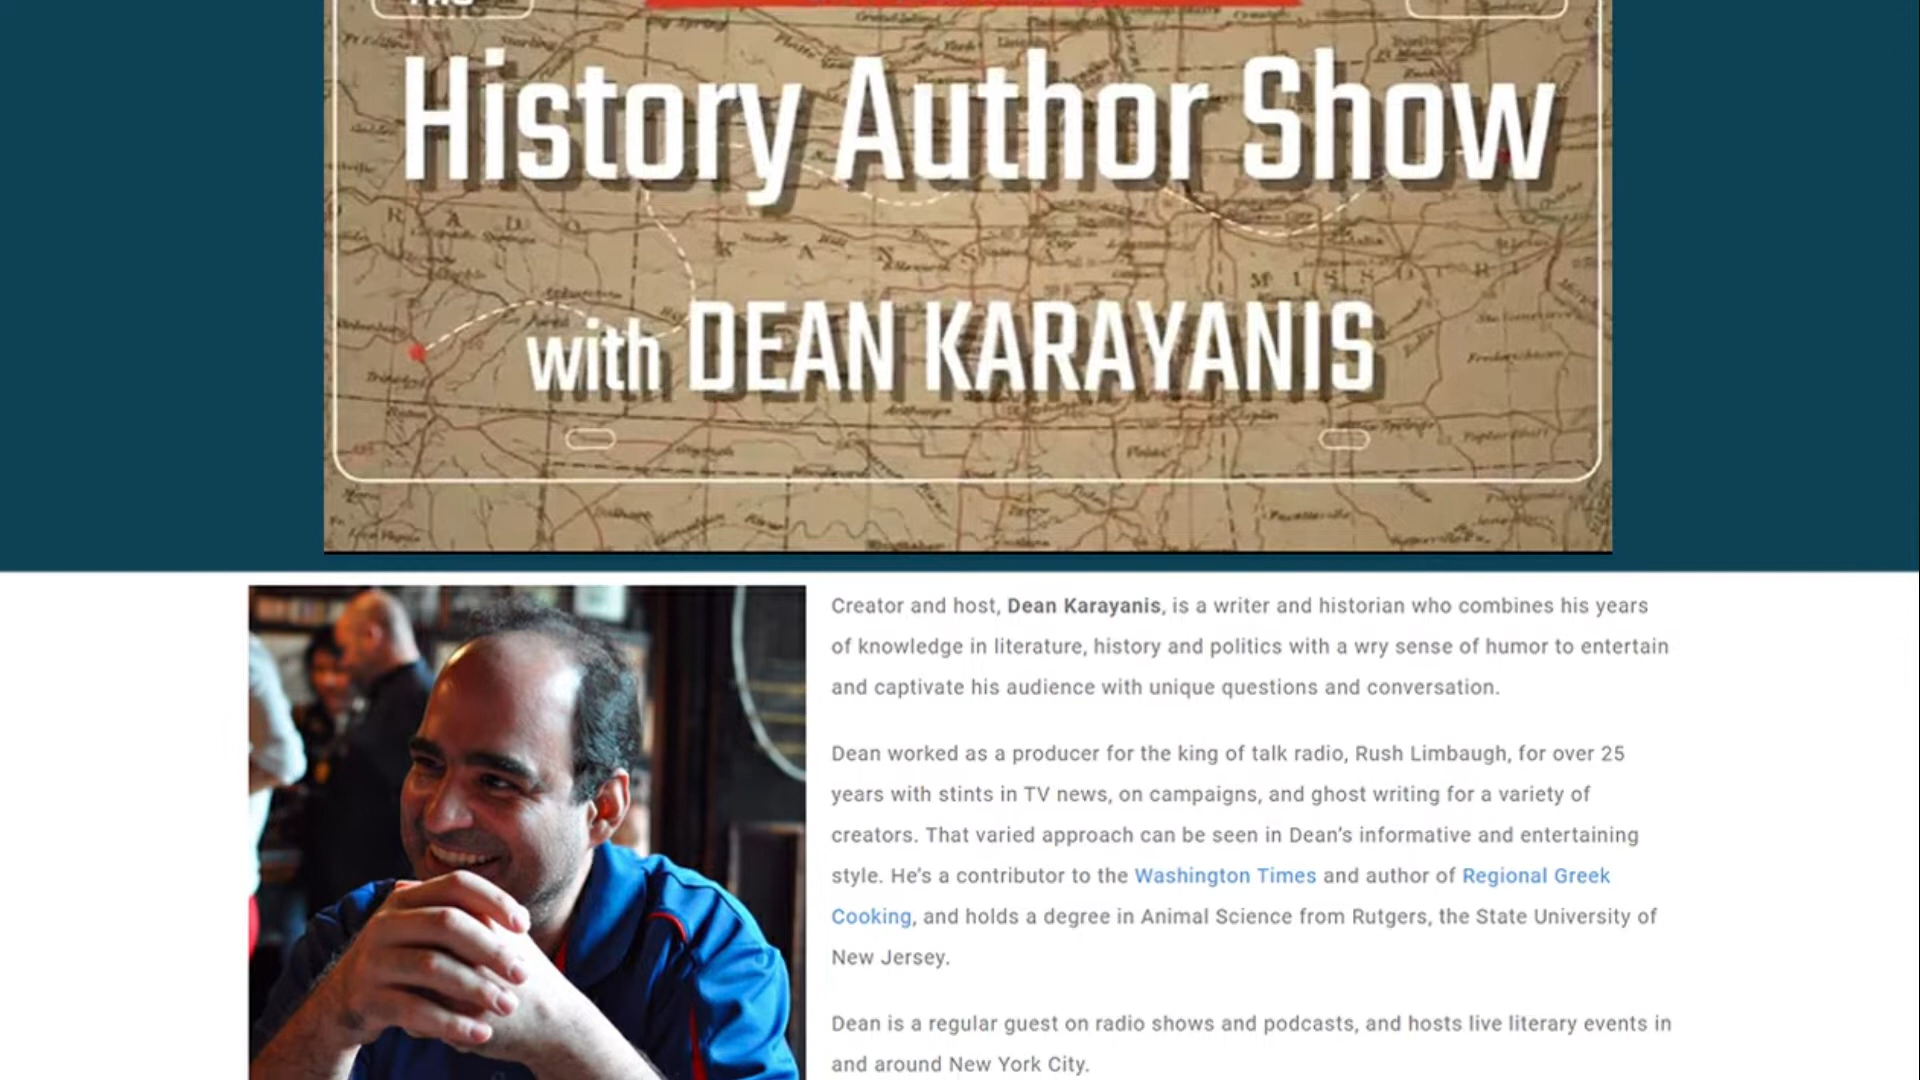 History Author Show
with DEAN KARAYANIS
Creator and host, Dean Karayanis, is a writer and historian who combines his years
of knowledge in literature, history and politics with a wry sense of humor to entertain
and captivate his audience with unique questions and conversation.
Dean worked as a producer for the king of talk radio, Rush Limbaugh, for over 25
years with stints in TV news, on campaigns, and ghost writing for a variety of
creators. That varied approach can be seen in Dean’s informative and entertaining
style. He’s a contributor to the Washington Times and author of Regional Greek
Cooking, and holds a degree in Animal Science from Rutgers, the State University of
New Jersey.
Dean is a regular guest on radio shows and podcasts, and hosts live literary events in
and around New York City.